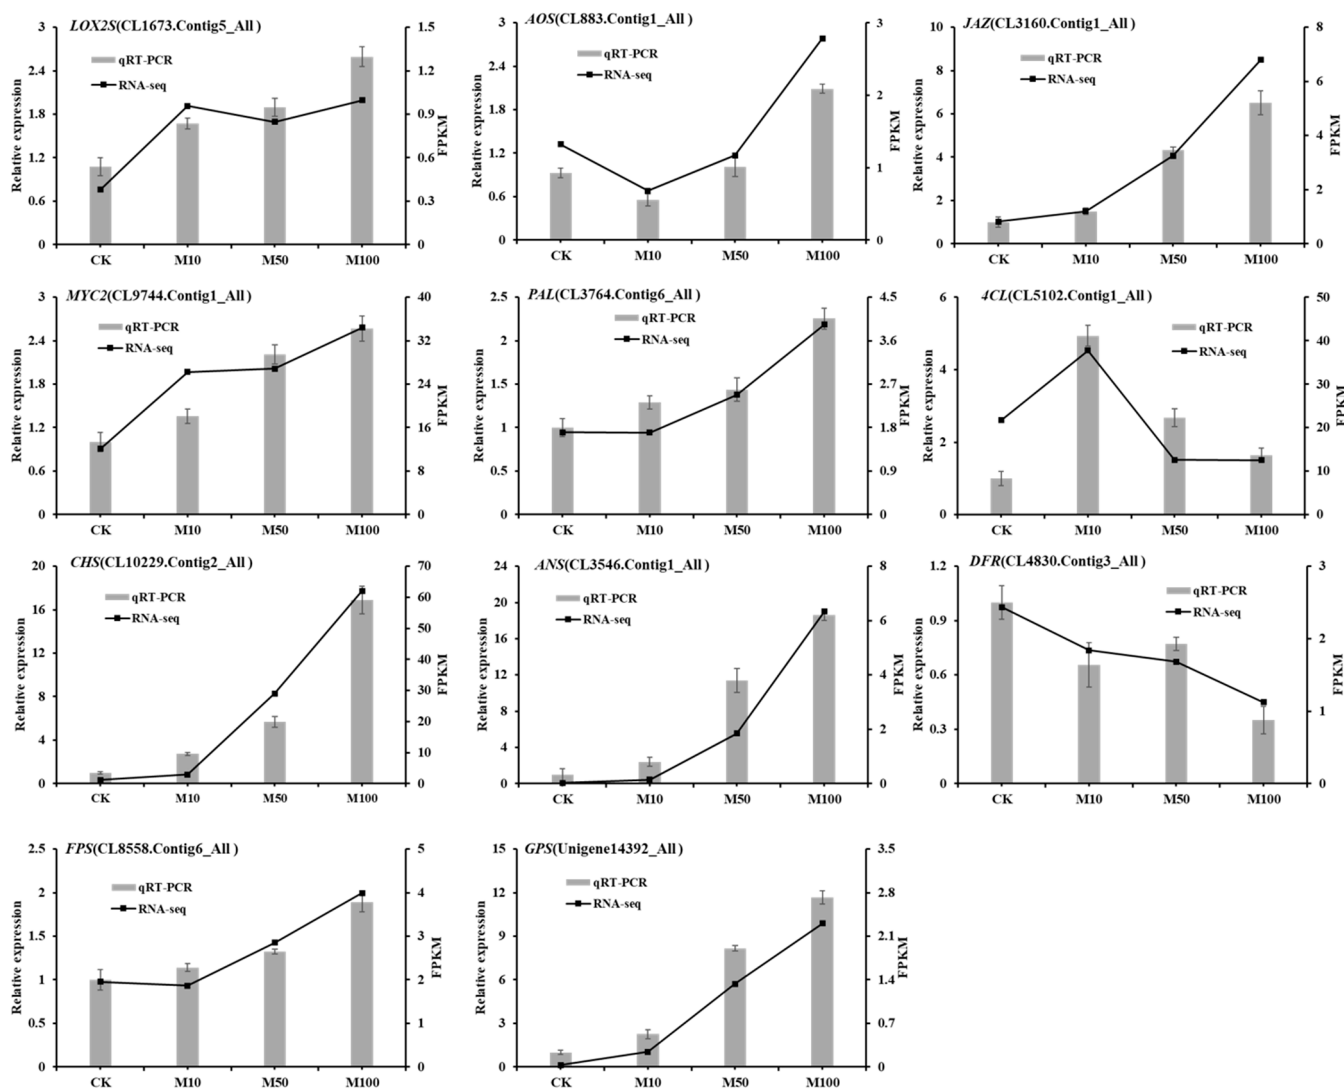 LOX2S(CL1673.Contig5_All)
qRT-PCR
RNA-seq
Relative expression
3
2.4
1.8
1.2
0.6
0
FPKM
1.5
1.2
0.9
0.6
0.3
0
CK M10 M50 M100
AOS(CL883.Contig1_All)
qRT-PCR
RNA-seq
Relative expression
3
2.4
1.8
1.2
0.6
0
FPKM
3
2
1
0
CK M10 M50 M100
JAZ(CL3160.Contig1_All)
qRT-PCR
RNA-seq
Relative expression
10
8
6
4
2
0
FPKM
8
6
4
2
0
CK M10 M50 M100
MYC2(CL9744.Contig1_All)
qRT-PCR
RNA-seq
Relative expression
3
2.4
1.8
1.2
0.6
0
FPKM
40
32
24
16
8
0
CK M10 M50 M100
PAL(CL3764.Contig6_All)
qRT-PCR
RNA-seq
Relative expression
2.5
2
1.5
1
0.5
0
FPKM
4.5
3.6
2.7
1.8
0.9
0
CK M10 M50 M100
4CL(CL5102.Contig1_All)
qRT-PCR
RNA-seq
Relative expression
6
4
2
0
FPKM
50
40
30
20
10
0
CK M10 M50 M100
CHS(CL10229.Contig2_All)
qRT-PCR
RNA-seq
Relative expression
20
16
12
8
4
0
FPKM
70
60
50
40
30
20
10
0
CK M10 M50 M100
ANS(CL3546.Contig1_All)
qRT-PCR
RNA-seq
Relative expression
24
20
16
12
8
4
0
FPKM
8
6
4
2
0
CK M10 M50 M100
DFR(CL4830.Contig3_All)
qRT-PCR
RNA-seq
Relative expression
1.2
0.9
0.6
0.3
0
FPKM
3
2
1
0
CK M10 M50 M100
FPS(CL8558.Contig6_All)
qRT-PCR
RNA-seq
Relative expression
2.5
2
1.5
1
0.5
0
FPKM
5
4
3
2
1
0
CK M10 M50 M100
GPS(Unigene14392_All)
qRT-PCR
RNA-seq
Relative expression
15
12
9
6
3
0
FPKM
3.5
2.8
2.1
1.4
0.7
0
CK M10 M50 M100